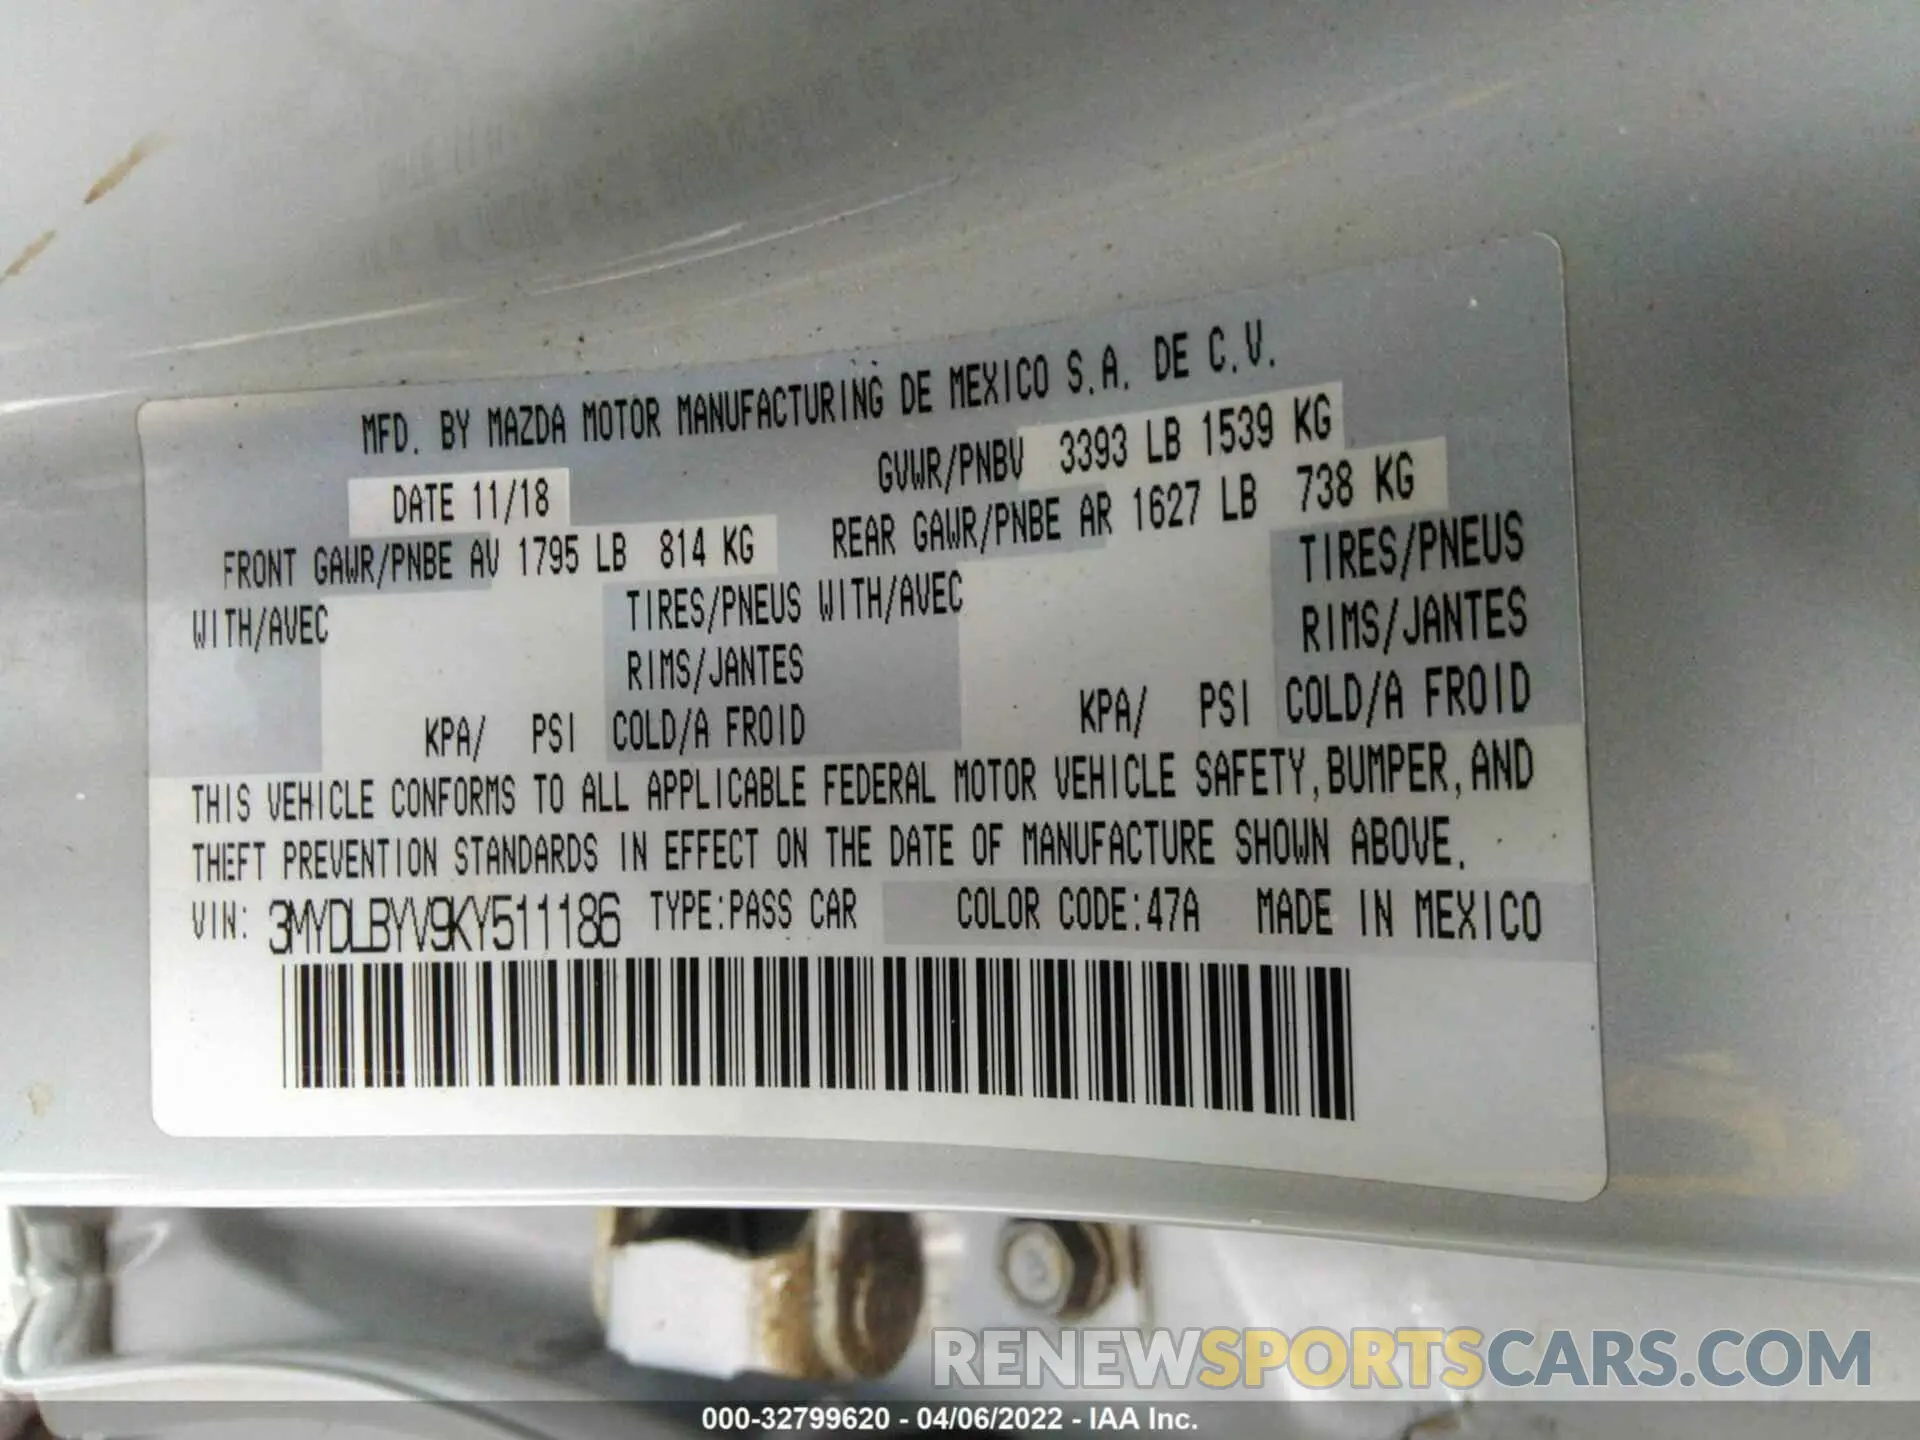 MFD. BY MAZDA MOTOR MANUFACTURING DE MEXICO S.A. DE C.V.
DATE 11/18 GVWR/PNBV 3393 LB 1539 KG
FRONT GAWR/PNBE AV 1795 LB 814 KG REAR GAWR/PNBE AR 1627 LB 738 KG
WITH/AVEC TIRES/PNEUS WITH/AVEC TIRES/PNEUS
RIMS/JANTES RIMS/JANTES
KPA/ PSI COLD/A FROID KPA/ PSI COLD/A FROID
THIS VEHICLE CONFORMS TO ALL APPLICABLE FEDERAL MOTOR VEHICLE SAFETY,BUMPER,AND
THEFT PREVENTION STANDARDS IN EFFECT ON THE DATE OF MANUFACTURE SHOWN ABOVE.
VIN: 3MYDLBYV9KY511186 TYPE:PASS CAR COLOR CODE:47A MADE IN MEXICO
RENEWSPORTSCARS.COM
000-32799620 - 04/06/2022 - IAA Inc.